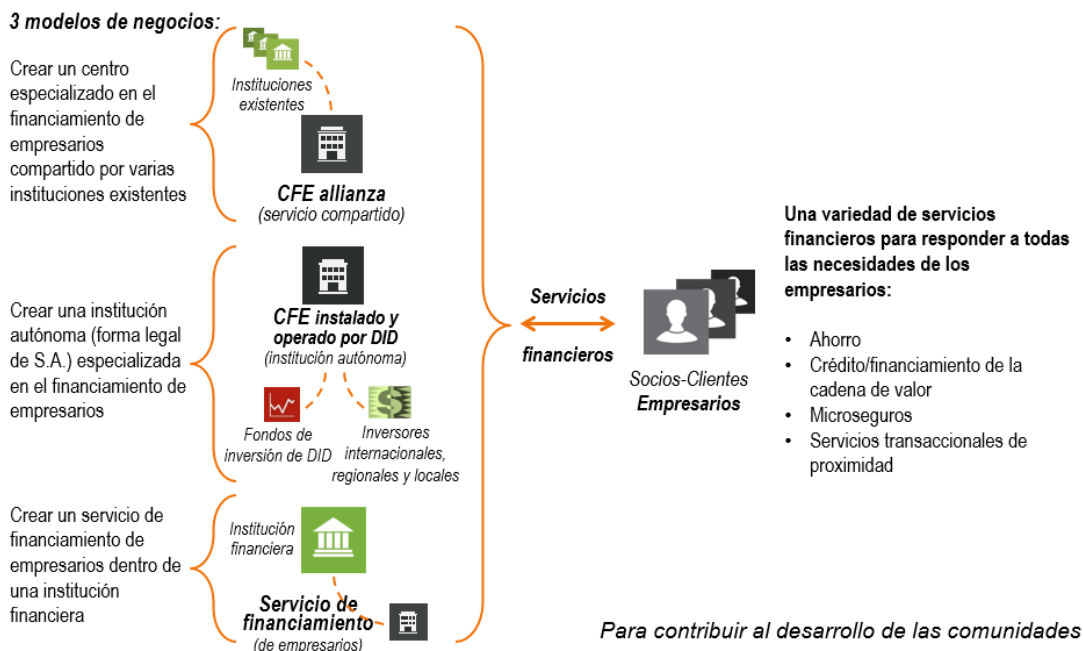 3 modelos de negocios:
Crear un centro
especializado en el
financiamiento de
empresarios
compartido por varias
instituciones existentes
Instituciones
existentes
CFE allianza
(servicio compartido)
Crear una institución
autónoma (forma legal
de S.A.) especializada
en el financiamiento de
empresarios
CFE instalado y
operado por DID
(institución autónoma)
Fondos de
inversión de DID
Inversores
internacionales,
regionales y locales
Crear un servicio de
financiamiento de
empresarios dentro de
una institución
financiera
Institución
financiera
Servicio de
financiamiento
(de empresarios)
Servicios
financieros
Socios-Clientes
Empresarios
Una variedad de servicios
financieros para responder a todas
las necesidades de los
empresarios:
• Ahorro
• Crédito/financiamiento de la
cadena de valor
• Microseguros
• Servicios transaccionales de
proximidad
Para contribuir al desarrollo de las comunidades